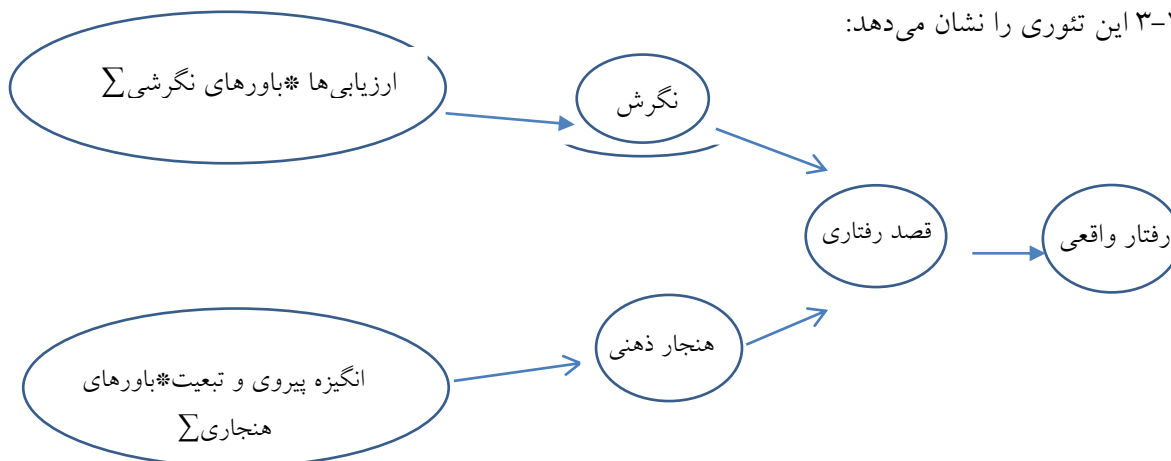 ۳-۱ این تئوری را نشان می‌دهد:
ارزیابی‌ها *باورهای نگرشی∑
نگرش
قصد رفتاری
رفتار واقعی
هنجار ذهنی
انگیزه پیروی و تبعیت*باورهای
هنجاری∑